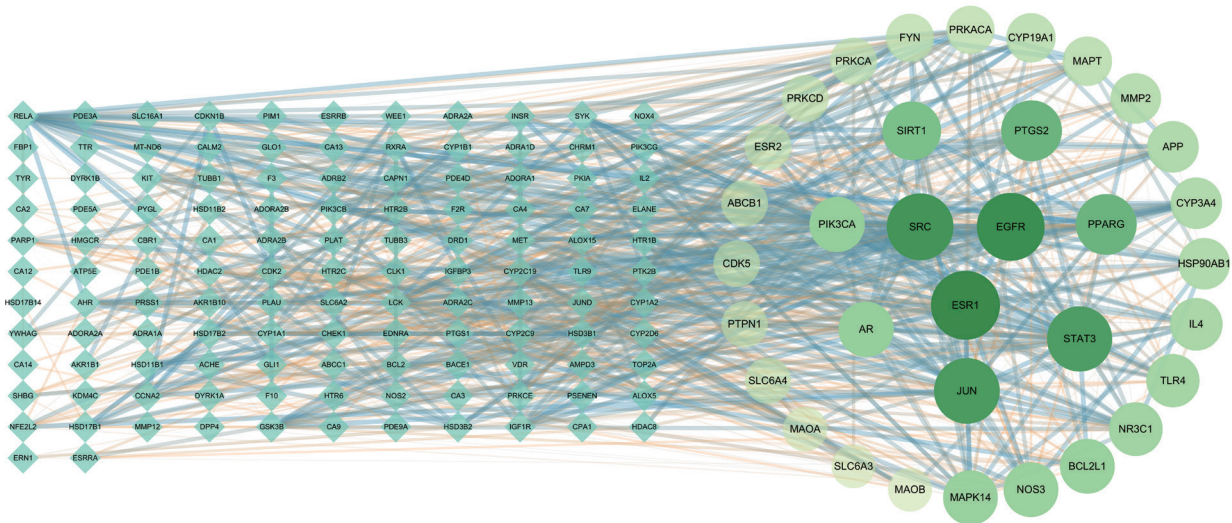 PRKACA
FYN CYP19A1
PRKCA MAPT
PRKCD MMP2
RELA PDE3A SLC16A1 CDKN1B PIM1 ESRRB WEE1 ADRA2A INSR SYK NOX4
SIRT1 PTGS2
FBP1 TTR MT-ND6 CALM2 GLO1 CA13 RXRA CYP1B1 ADRA1D CHRM1 PIK3CG
ESR2 APP
TYR DYRK1B KIT TUBB1 F3 ADRB2 CAPN1 PDE4D ADORA1 PKIA IL2
ABCB1 CYP3A4
CA2 PDE5A PYGL HSD11B2 ADORA2B PIK3CB HTR2B F2R CA4 CA7 ELANE
PIK3CA SRC EGFR PPARG
PARP1 HMGCR CBR1 CA1 ADRA2B PLAT TUBB3 DRD1 MET ALOX15 HTR1B
CDK5 HSP90AB1
CA12 ATP5E PDE1B HDAC2 CDK2 HTR2C CLK1 IGFBP3 CYP2C19 TLR9 PTK2B
HSD17B14 AHR PRSS1 AKR1B10 PLAU SLC6A2 LCK ADRA2C MMP13 JUND CYP1A2
ESR1
PTPN1 AR STAT3 IL4
YWHAG ADORA2A ADRA1A HSD17B2 CYP1A1 CHEK1 EDNRA PTGS1 CYP2C9 HSD3B1 CYP2D6
CA14 AKR1B1 HSD11B1 ACHE GLI1 ABCC1 BCL2 BACE1 VDR AMPD3 TOP2A
SLC6A4 TLR4
JUN
SHBG KDM4C CCNA2 DYRK1A F10 HTR6 NOS2 CA3 PRKCE PSENEN ALOX5
NFE2L2 HSD17B1 MMP12 DPP4 GSK3B CA9 PDE9A HSD3B2 IGF1R CPA1 HDAC8
MAOA NR3C1
ERN1 ESRRA
SLC6A3 BCL2L1
MAOB MAPK14 NOS3